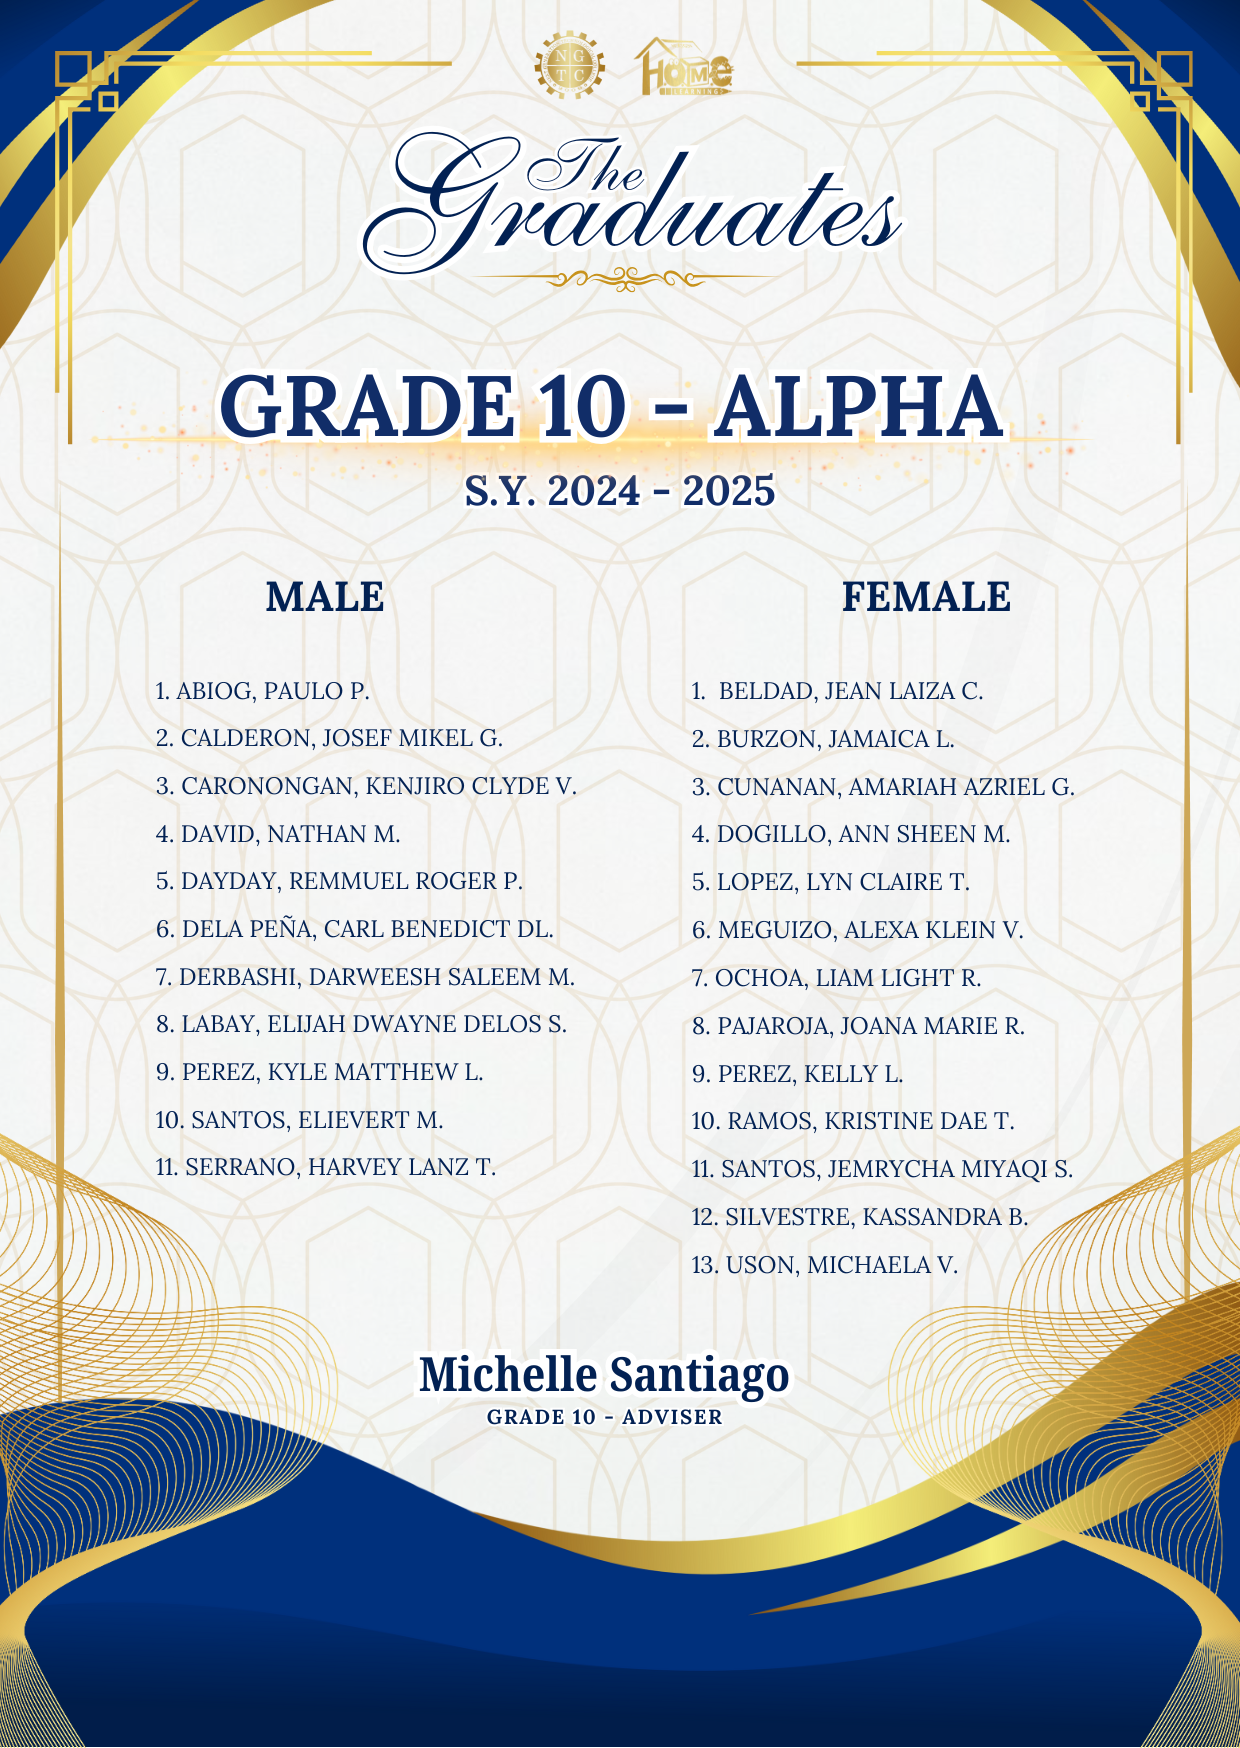 N G
T C
HOME
LEARNING
The
Graduates
GRADE 10 – ALPHA
S.Y. 2024 – 2025
MALE
1. ABIOG, PAULO P.
2. CALDERON, JOSEF MIKEL G.
3. CARONONGAN, KENJIRO CLYDE V.
4. DAVID, NATHAN M.
5. DAYDAY, REMMUEL ROGER P.
6. DELA PEÑA, CARL BENEDICT DL.
7. DERBASHI, DARWEESH SALEEM M.
8. LABAY, ELIJAH DWAYNE DELOS S.
9. PEREZ, KYLE MATTHEW L.
10. SANTOS, ELIEVERT M.
11. SERRANO, HARVEY LANZ T.
FEMALE
1. BELDAD, JEAN LAIZA C.
2. BURZON, JAMAICA L.
3. CUNANAN, AMARIAH AZRIEL G.
4. DOGILLO, ANN SHEEN M.
5. LOPEZ, LYN CLAIRE T.
6. MEGUIZO, ALEXA KLEIN V.
7. OCHOA, LIAM LIGHT R.
8. PAJAROJA, JOANA MARIE R.
9. PEREZ, KELLY L.
10. RAMOS, KRISTINE DAE T.
11. SANTOS, JEMRYCHA MIYAQI S.
12. SILVESTRE, KASSANDRA B.
13. USON, MICHAELA V.
Michelle Santiago
GRADE 10 – ADVISER